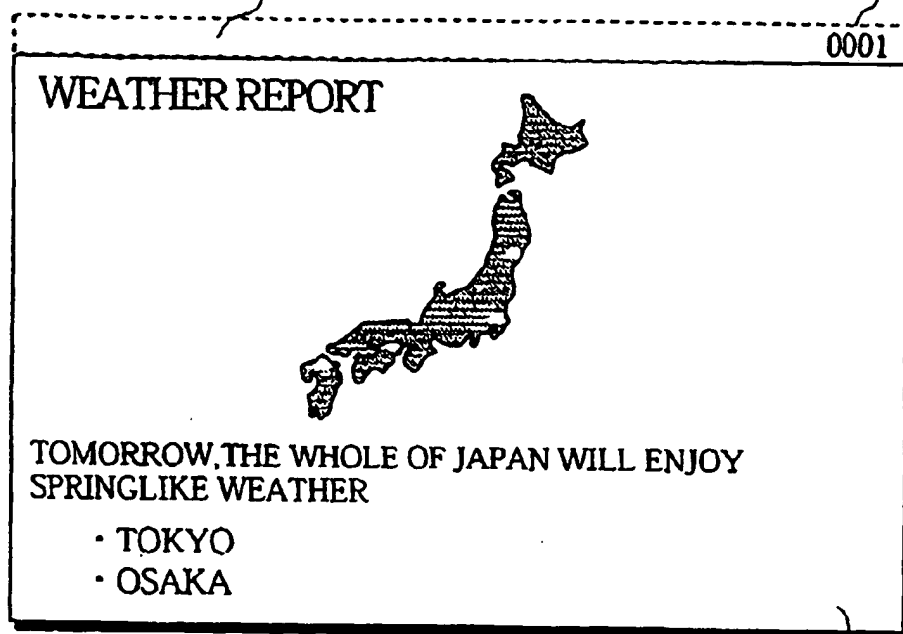 0001
WEATHER REPORT
TOMORROW,THE WHOLE OF JAPAN WILL ENJOY
SPRINGLIKE WEATHER
· TOKYO
· OSAKA